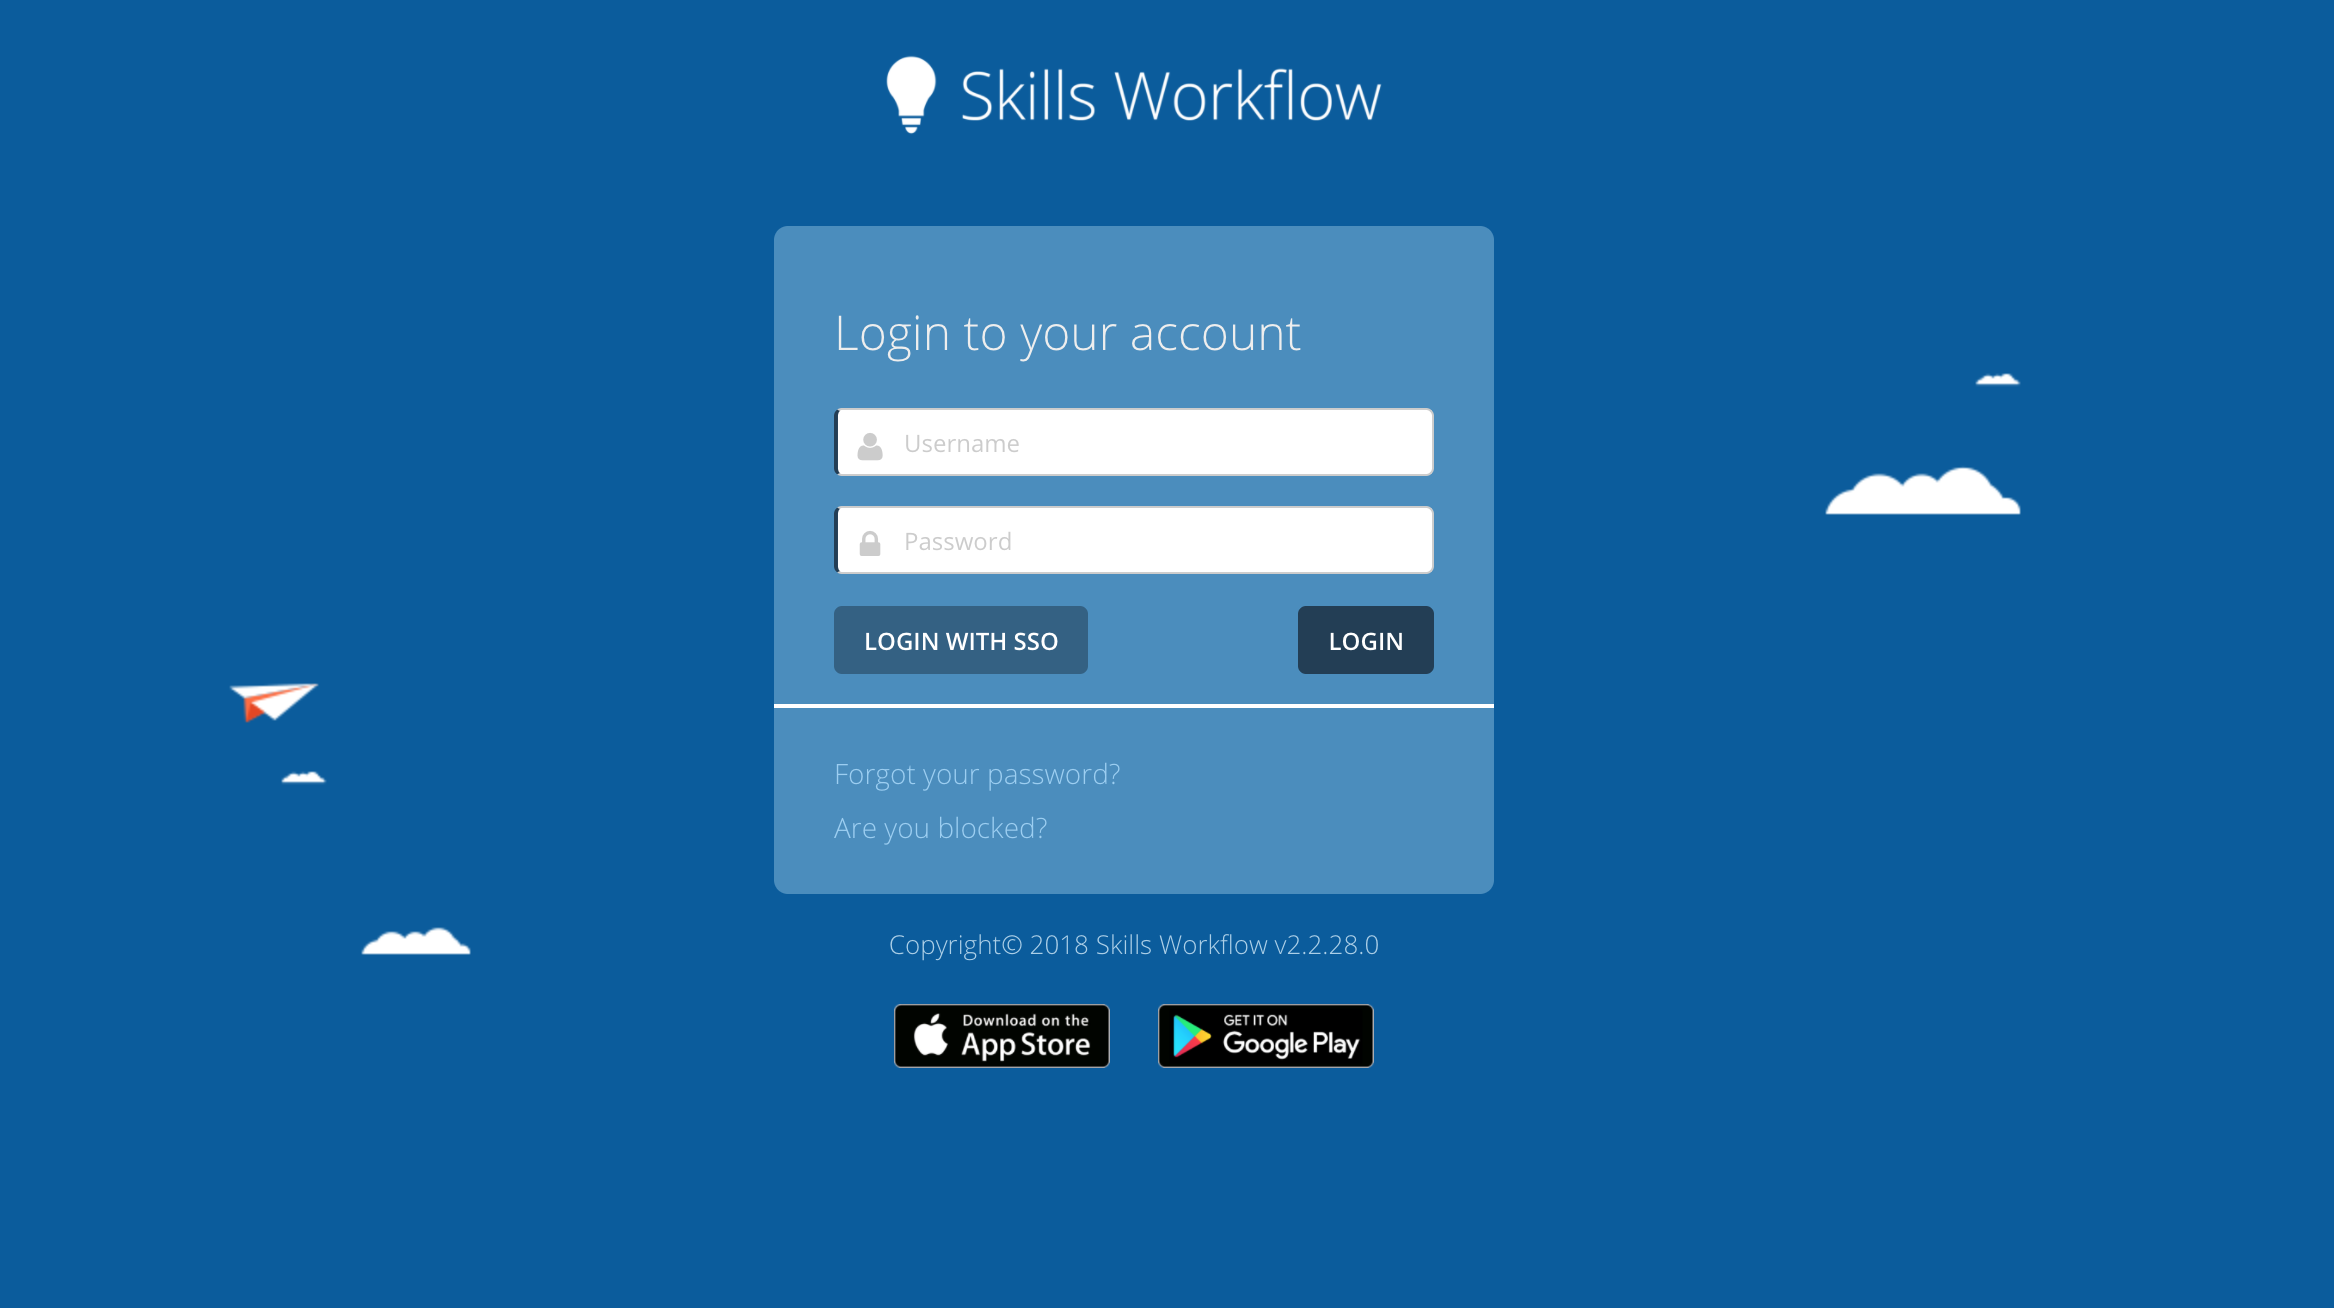 Skills Workflow
Login to your account
Username
Password
LOGIN WITH SSO
LOGIN
Forgot your password?
Are you blocked?
Copyright© 2018 Skills Workflow v2.2.28.0
Download on the
App Store
GET IT ON
Google Play